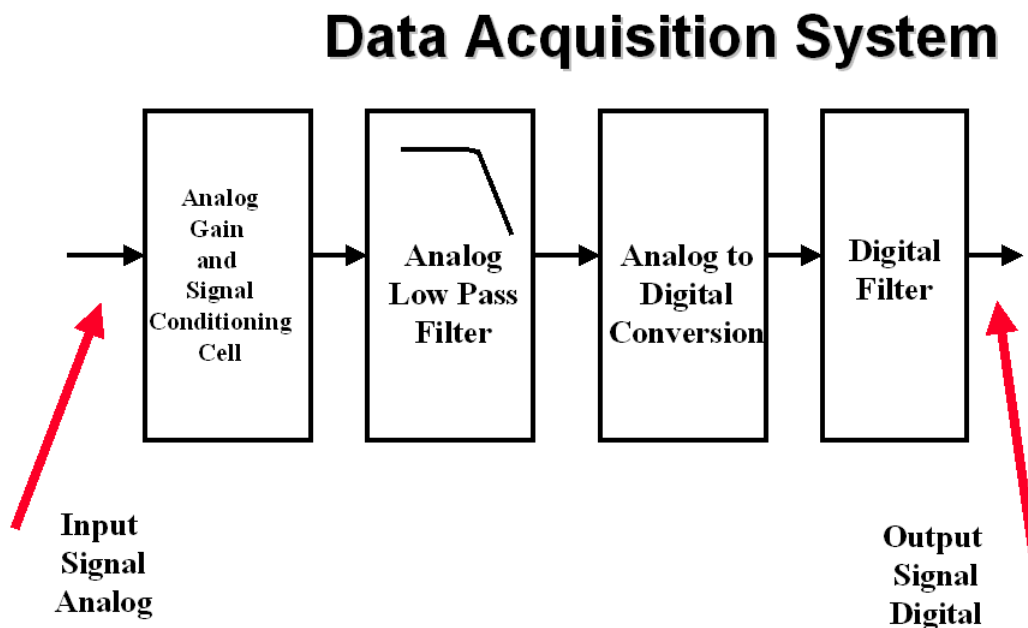 Data Acquisition System
Analog
Gain
and
Signal
Conditioning
Cell
Analog
Low Pass
Filter
Analog to
Digital
Conversion
Digital
Filter
Input
Signal
Analog
Output
Signal
Digital